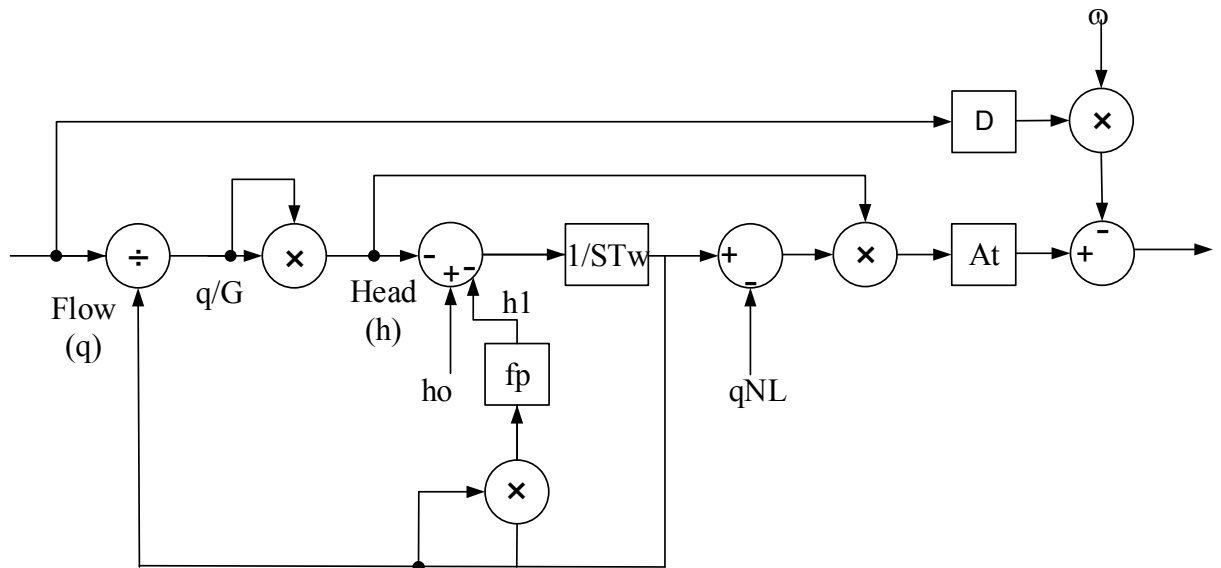 ω
D
×
÷
×
-
+
-
1/STw
+
-
×
At
+
-
Flow
(q)
q/G
Head
(h)
h1
ho
fp
qNL
×